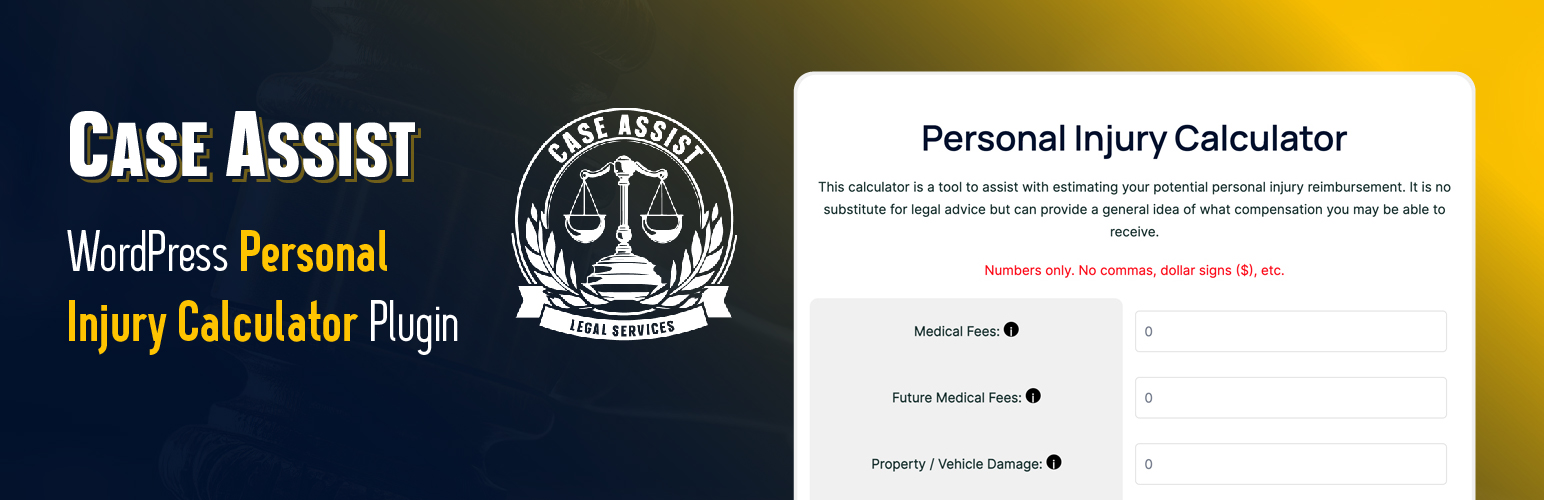 CASE ASSIST
WordPress Personal
Injury Calculator Plugin
CASE ASSIST
LEGAL SERVICES
Personal Injury Calculator
This calculator is a tool to assist with estimating your potential personal injury reimbursement. It is no
substitute for legal advice but can provide a general idea of what compensation you may be able to
receive.
Numbers only. No commas, dollar signs ($), etc.
Medical Fees: i 0
Future Medical Fees: i 0
Property / Vehicle Damage: i 0